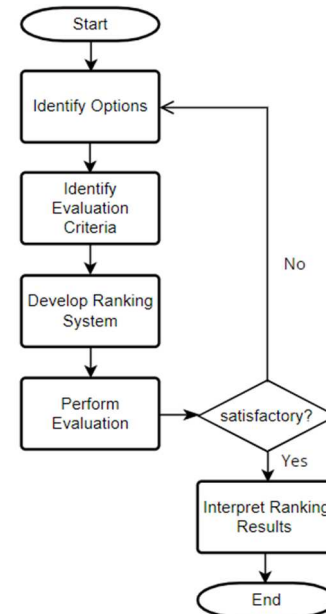 Start
Identify Options
Identify
Evaluation
Criteria
Develop Ranking
System
Perform
Evaluation
satisfactory?
No
Yes
Interpret Ranking
Results
End